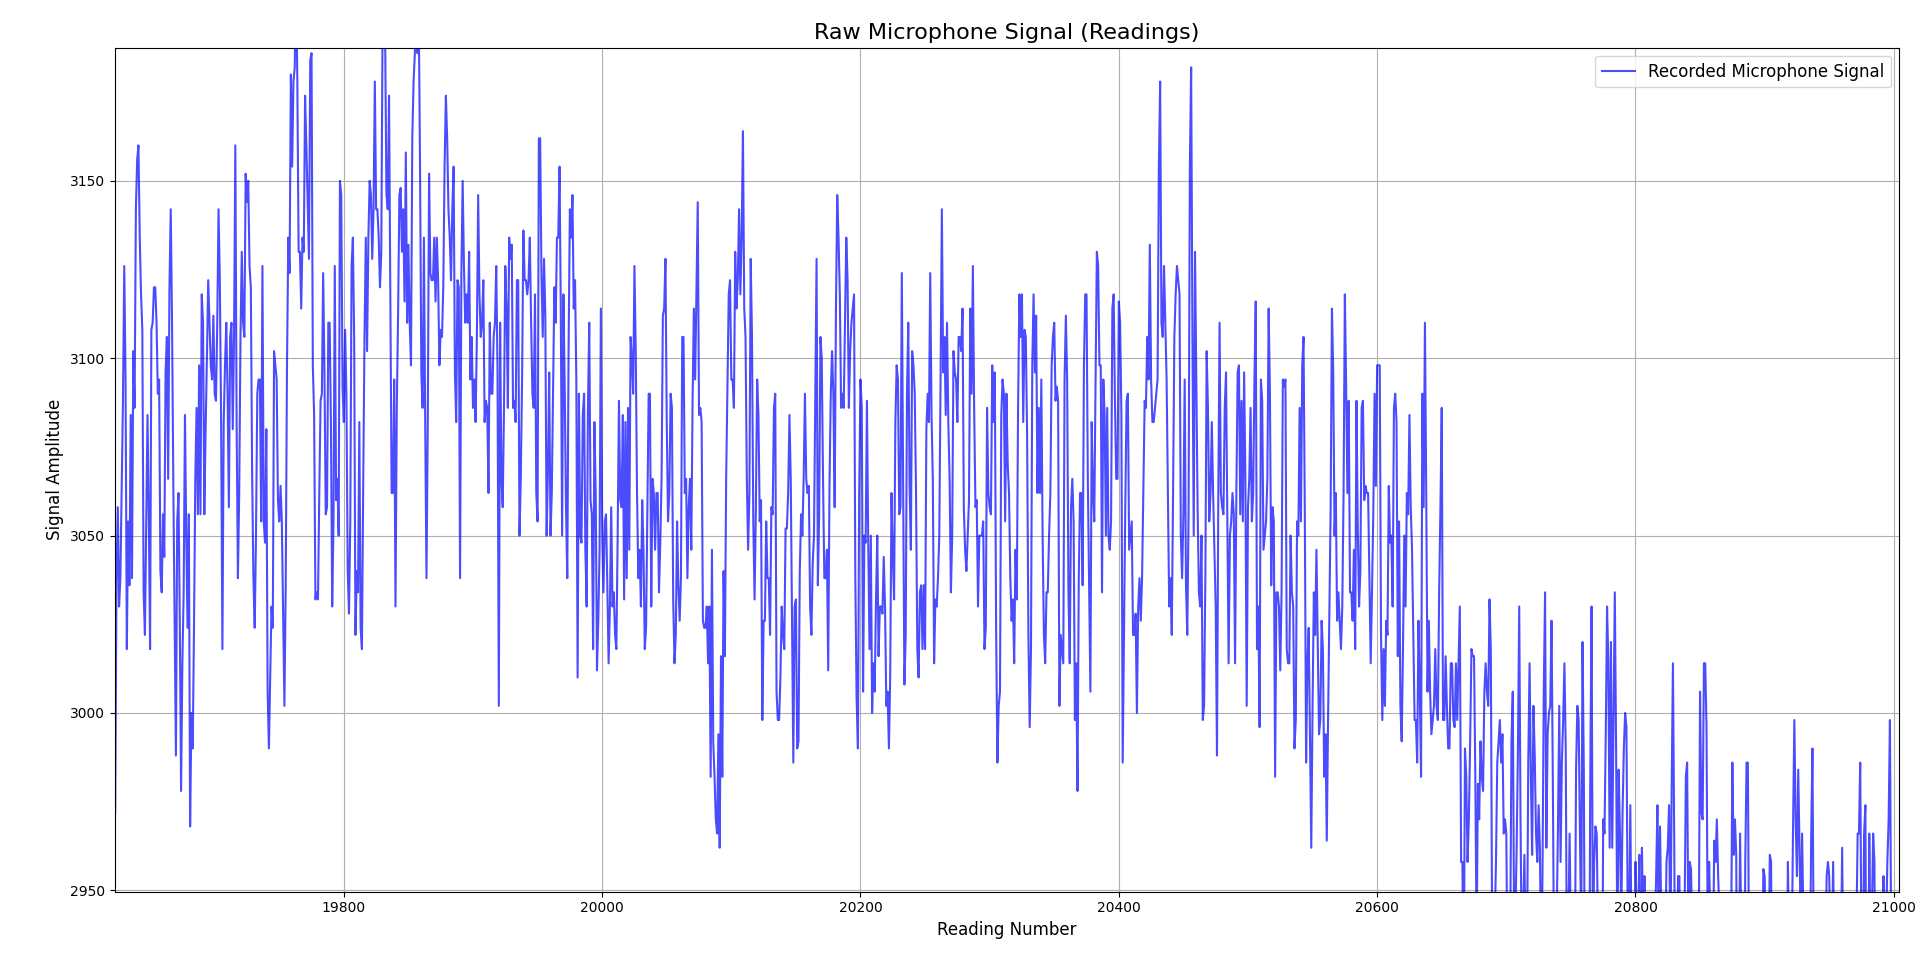 Raw Microphone Signal (Readings)
Recorded Microphone Signal
Signal Amplitude
3150
3100
3050
3000
2950
19800 20000 20200 20400 20600 20800 21000
Reading Number